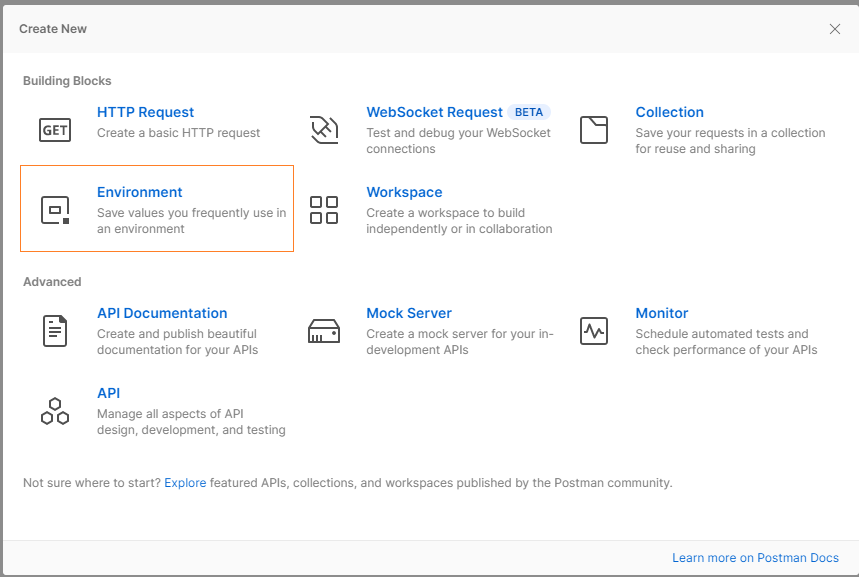 Create New
Building Blocks
HTTP Request
Create a basic HTTP request
GET
WebSocket Request BETA
Test and debug your WebSocket
connections
Collection
Save your requests in a collection
for reuse and sharing
Environment
Save values you frequently use in
an environment
Workspace
Create a workspace to build
independently or in collaboration
Advanced
API Documentation
Create and publish beautiful
documentation for your APIs
Mock Server
Create a mock server for your in-
development APIs
Monitor
Schedule automated tests and
check performance of your APIs
API
Manage all aspects of API
design, development, and testing
Not sure where to start? Explore featured APIs, collections, and workspaces published by the Postman community.
Learn more on Postman Docs